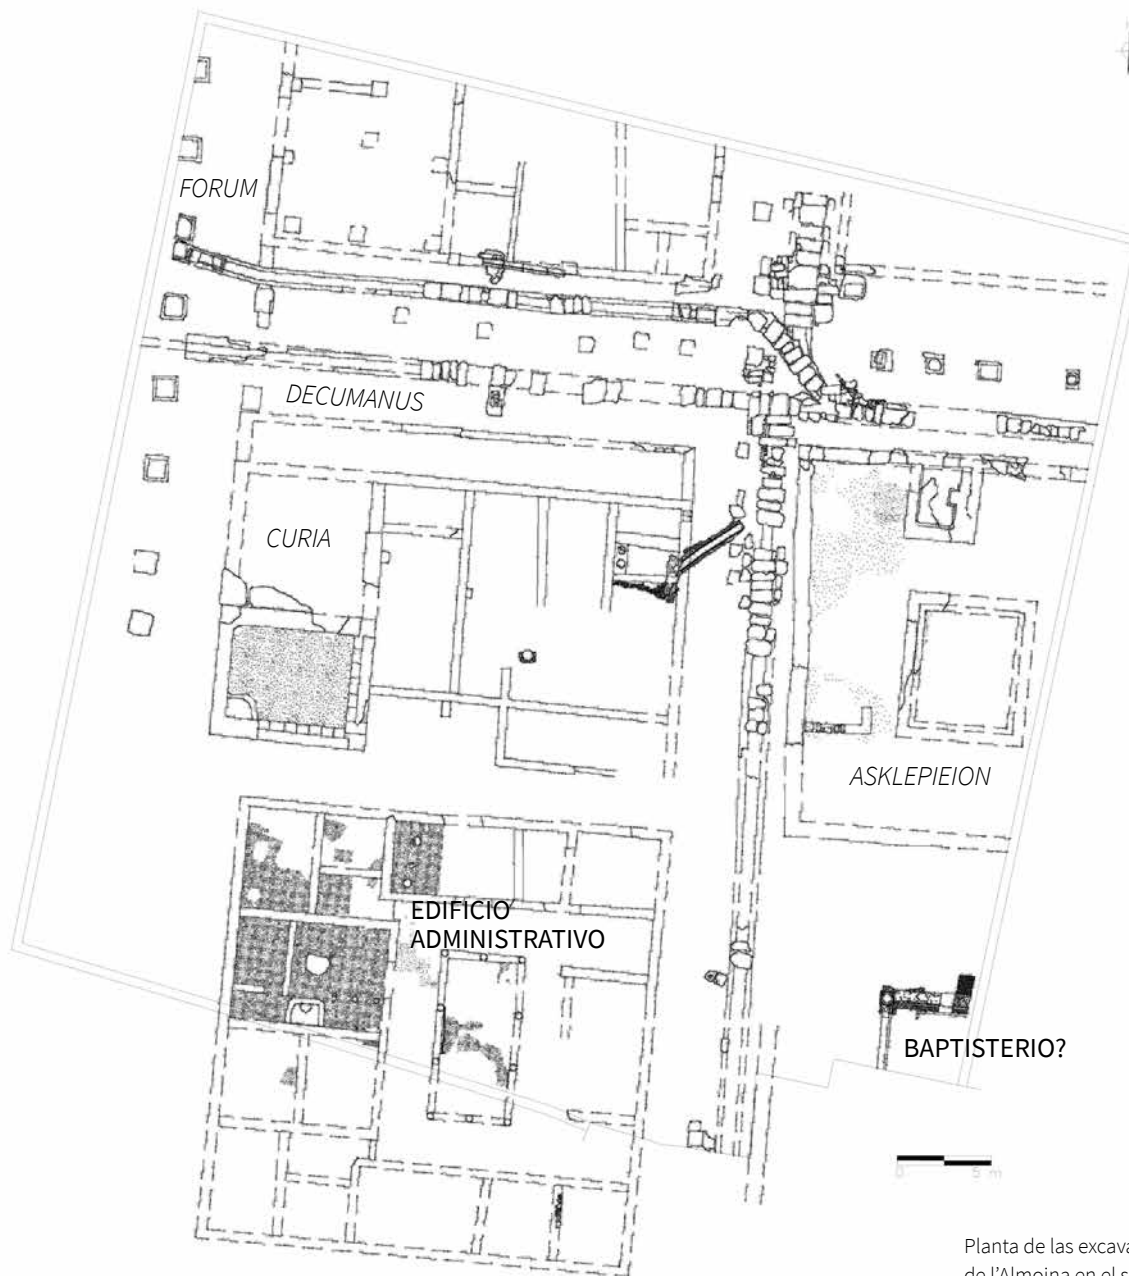 FORUM
DECUMANUS
CURIA
ASKLEPIEION
EDIFICIO
ADMINISTRATIVO
BAPTISTERIO?
0 5 m
Planta de las excava
de l'Almoina en el s